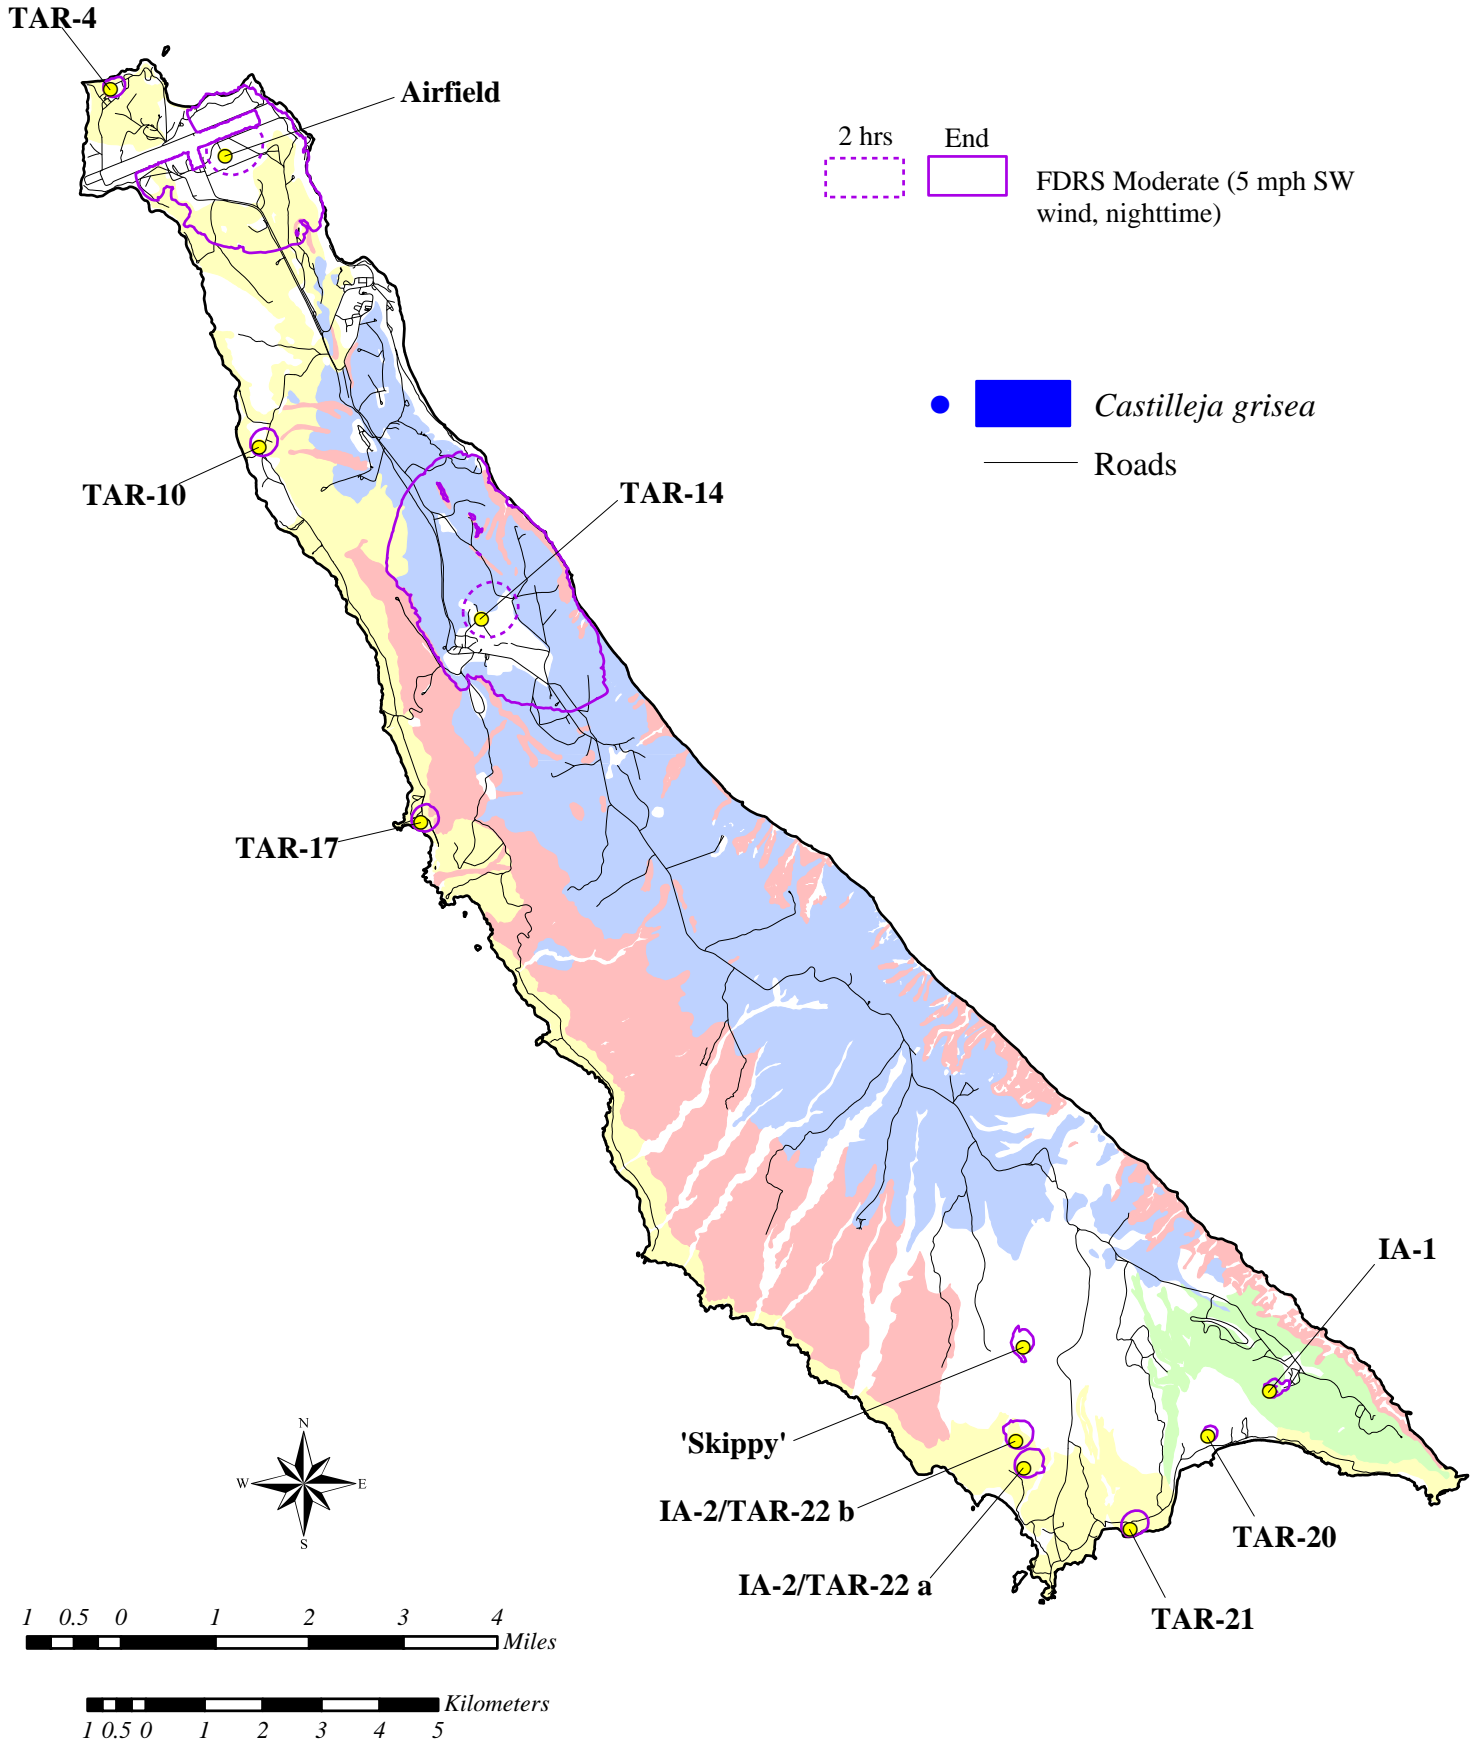 TAR-4
Airfield
2 hrs
End
FDRS Moderate (5 mph SW
wind, nighttime)
Castilleja grisea
Roads
TAR-10
TAR-14
TAR-17
IA-1
'Skippy'
IA-2/TAR-22 b
IA-2/TAR-22 a
TAR-20
TAR-21
N
W
E
S
1 0.5 0 1 2 3 4
Miles
Kilometers
1 0.5 0 1 2 3 4 5